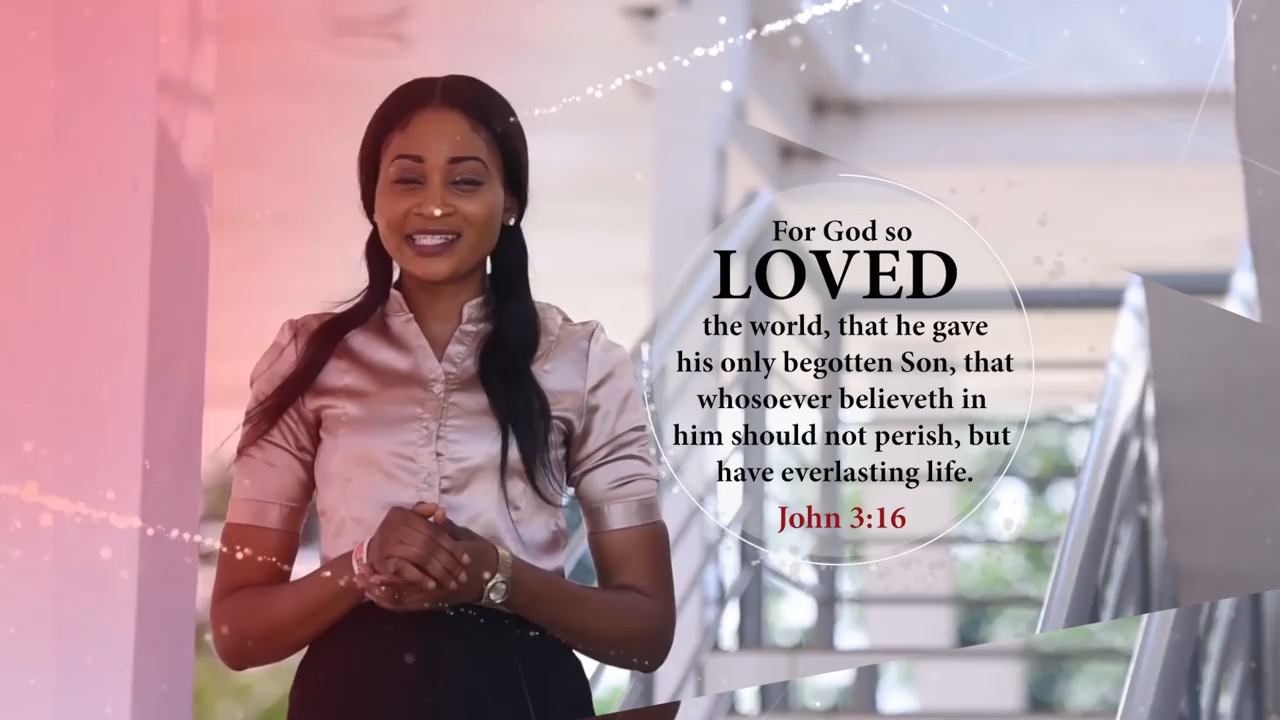 For God so
LOVED
the world, that he gave
his only begotten Son, that
whosoever believeth in
him should not perish, but
have everlasting life.
John 3:16